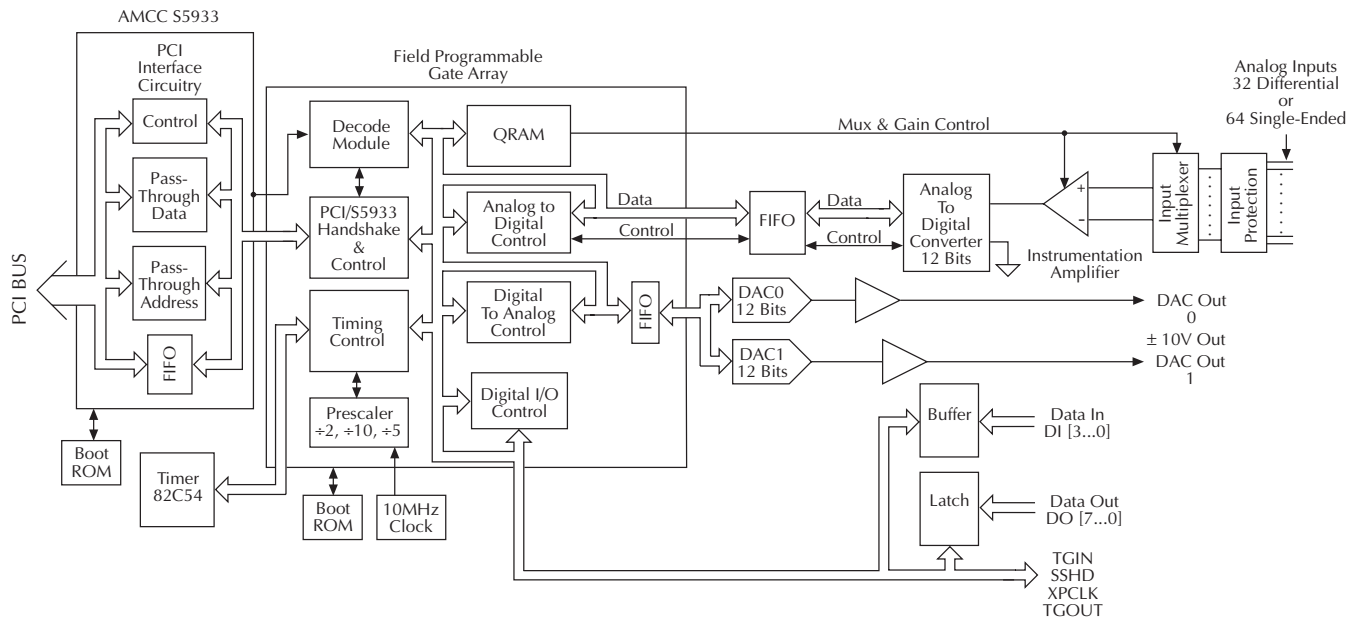 AMCC S5933
PCI
Interface
Circuitry
Control
Pass-
Through
Data
Pass-
Through
Address
FIFO
PCI BUS
Boot
ROM
Timer
82C54
Field Programmable
Gate Array
Decode
Module
QRAM
PCI/S5933
Handshake
&
Control
Analog to
Digital
Control
Data
Control
Timing
Control
Digital
To Analog
Control
FIFO
Prescaler
÷2, ÷10, ÷5
Digital I/O
Control
Boot
ROM
10MHz
Clock
Mux & Gain Control
FIFO
Data
Control
Analog
To
Digital
Converter
12 Bits
Instrumentation
Amplifier
+
-
Input
Multiplexer
Input
Protection
Analog Inputs
32 Differential
or
64 Single-Ended
DAC0
12 Bits
DAC1
12 Bits
DAC Out
0
± 10V Out
DAC Out
1
Buffer
Data In
DI [3...0]
Latch
Data Out
DO [7...0]
TGIN
SSHD
XPCLK
TGOUT